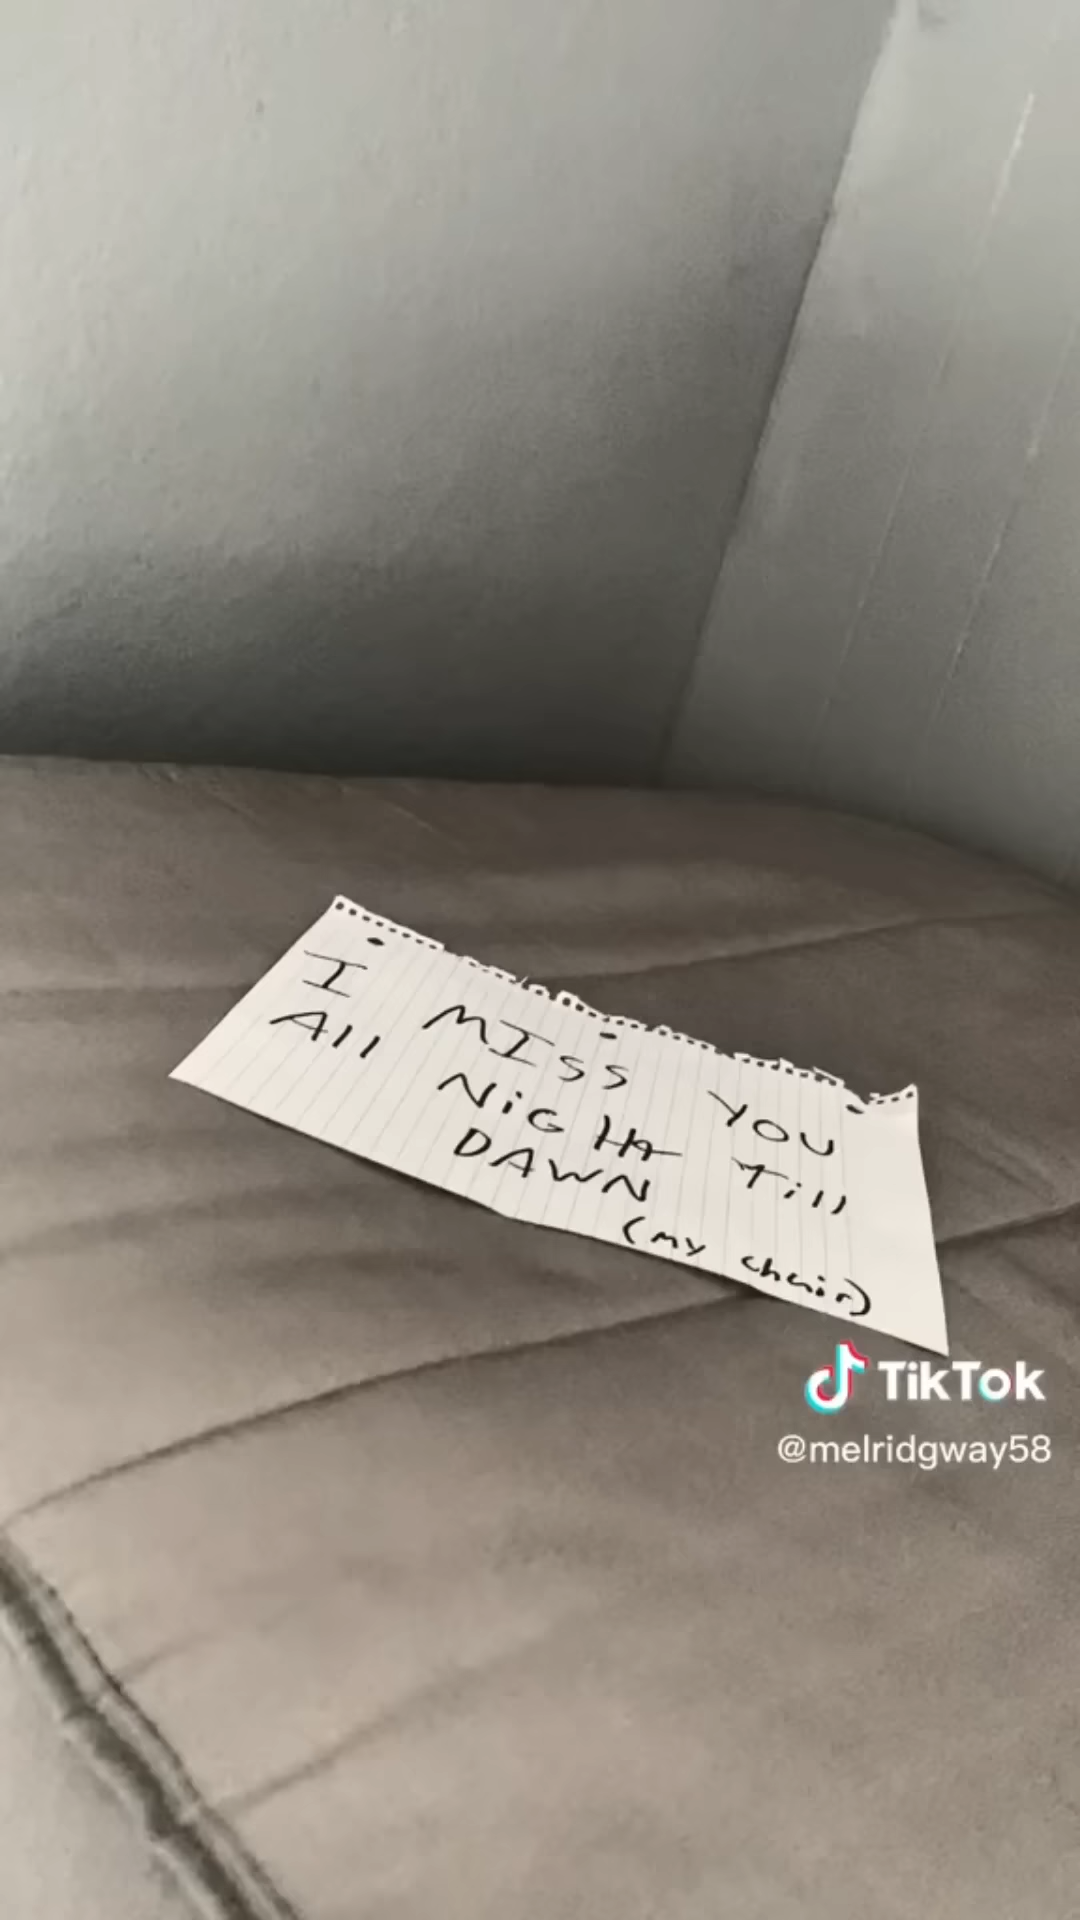 I MISS YOU
All NiGHt Till
DAWN
(my chair)
TikTok
@melridgway58